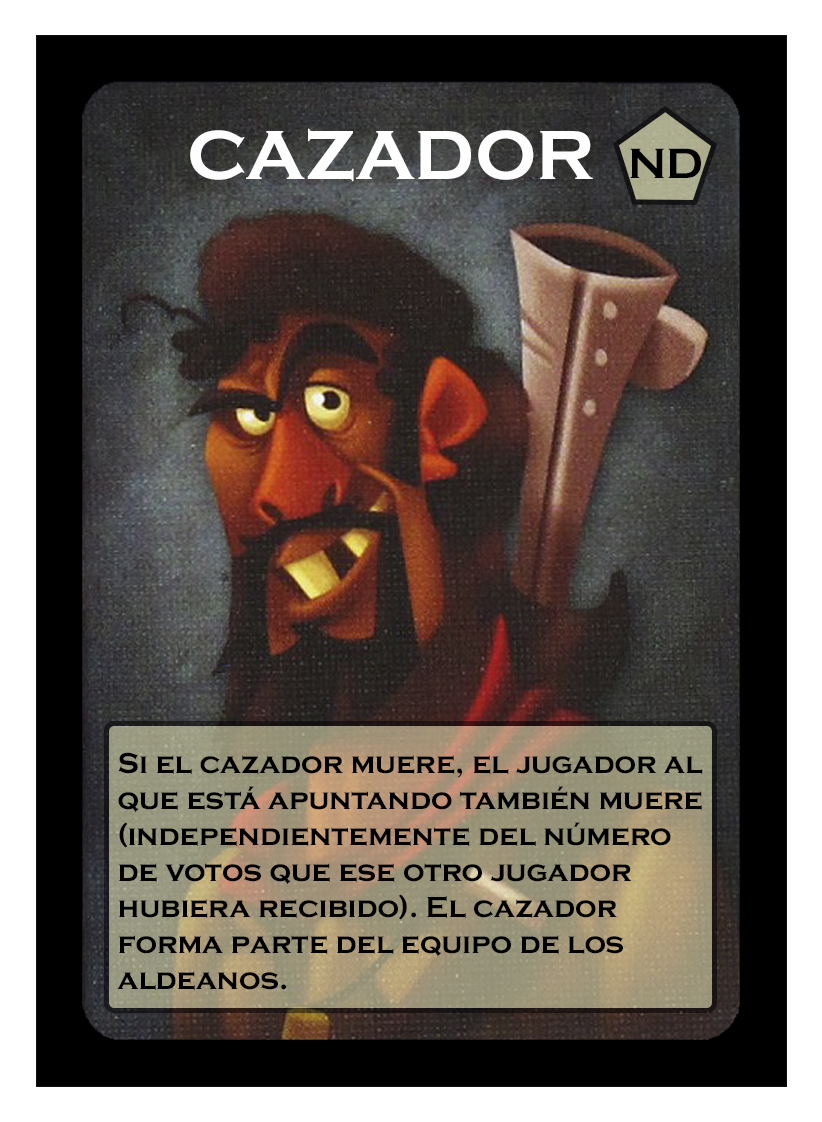 CAZADOR
ND
SI EL CAZADOR MUERE, EL JUGADOR AL
QUE ESTÁ APUNTANDO TAMBIÉN MUERE
(INDEPENDIENTEMENTE DEL NÚMERO
DE VOTOS QUE ESE OTRO JUGADOR
HUBIERA RECIBIDO). EL CAZADOR
FORMA PARTE DEL EQUIPO DE LOS
ALDEANOS.